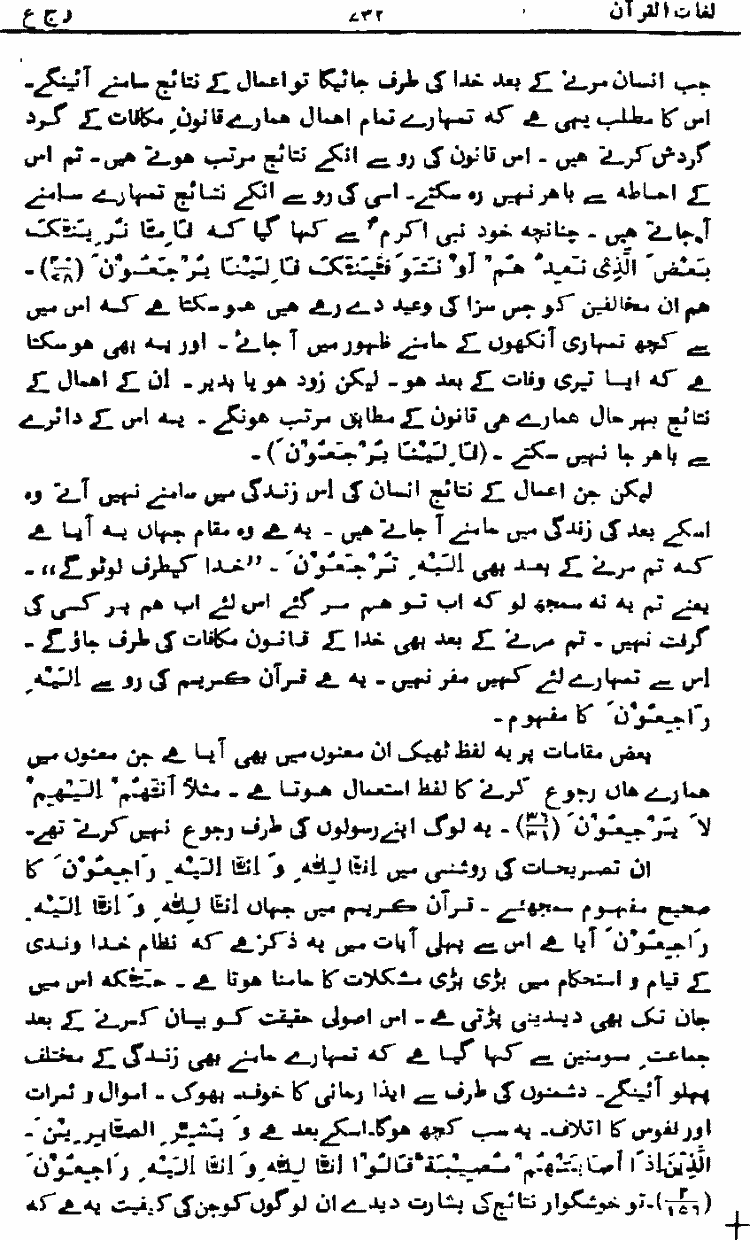 لغات القرآن ۷۳۲ ر ج ع
جب انسان مرنے کے بعد خدا کی طرف جائیگا تو اعمال کے نتائج سامنے آئینگے۔
اس کا مطلب یہی ہے کہ تمہارے تمام اعمال ہمارے قانونِ مکافات کے گرد
گردش کرتے ہیں ۔ اس قانون کی رو سے انکے نتائج مرتب ہوتے ہیں۔ تم اس
کے احاطہ سے باہر نہیں رہ سکتے۔ اسی کی رو سے انکے نتائج تمہارے سامنے
آ جاتے ہیں ۔ چنانچہ خود نبی اکرمؐ سے کہا گیا کہ فَاِمَّا نُرِیَنَّکَ
بَعْضَ الَّذِیْ نَعِدُھُمْ اَوْ نَتَوَفَّیَنَّکَ فَاِلَیْنَا یُرْجَعُوْنَ ۔
ہم ان مخالفین کو جس سزا کی وعید دے رہے ہیں ہو سکتا ہے کہ اس میں
سے کچھ تمہاری آنکھوں کے سامنے ظہور میں آ جائے ۔ اور یہ بھی ہو سکتا
ہے کہ ایسا تیری وفات کے بعد ہو ۔ لیکن زود ہو یا بدیر ۔ اِن کے اعمال کے
نتائج بہر حال ہمارے ہی قانون کے مطابق مرتب ہونگے ۔ یہ اس کے دائرے
سے باہر جا نہیں سکتے ۔ (فَاِلَیْنَا یُرْجَعُوْنَ) ۔
لیکن جن اعمال کے نتائج انسان کی اِس زندگی میں سامنے نہیں آتے وہ
اسکے بعد کی زندگی میں سامنے آ جاتے ہیں ۔ یہ ہے وہ مقام جہاں یہ آیا ہے
کہ تم مرنے کے بعد بھی اِلَیْہِ تُرْجَعُوْنَ ۔ ”خدا کیطرف لوٹو گے“ ۔
یعنے تم یہ نہ سمجھ لو کہ اب تو ہم مر گئے اس لئے اب ہم پر کسی کی
گرفت نہیں ۔ تم مرنے کے بعد بھی خدا کے قانون مکافات کی طرف جاؤ گے ۔
اس سے تمہارے لئے کہیں مفر نہیں ۔ یہ ہے قرآن کریم کی رو سے اِلَیْہِ
رَاجِعُوْنَ کا مفہوم ۔
بعض مقامات پر یہ لفظ ٹھیک ان معنوں میں بھی آیا ہے جن معنوں میں
ہمارے ہاں رجوع کرنے کا لفظ استعمال ہوتا ہے ۔ مثلاً اَنَّھُمْ اِلَیْھِمْ
لَا یَرْجِعُوْنَ (۳۶/۳۱) ۔ یہ لوگ اپنے رسولوں کی طرف رجوع نہیں کرتے تھے۔
ان تصریحات کی روشنی میں اِنَّا لِلّٰہِ وَ اِنَّا اِلَیْہِ رَاجِعُوْنَ کا
صحیح مفہوم سمجھئے ۔ قرآن کریم میں جہاں اِنَّا لِلّٰہِ وَ اِنَّا اِلَیْہِ
رَاجِعُوْنَ آیا ہے اس سے پہلی آیات میں یہ ذکر ہے کہ نظام خدا وندی
کے قیام و استحکام میں بڑی بڑی مشکلات کا سامنا ہوتا ہے ۔ حتّٰیکہ اس میں
جان تک بھی دیدینی پڑتی ہے ۔ اس اصولی حقیقت کو بیان کرنے کے بعد
جماعتِ مومنین سے کہا گیا ہے کہ تمہارے سامنے بھی زندگی کے مختلف
پہلو آئینگے۔ دشمنوں کی طرف سے ایذا رسانی کا خوف۔ بھوک ۔ اموال و ثمرات
اور نفوس کا اتلاف۔ یہ سب کچھ ہوگا۔ اسکے بعد ہے وَ بَشِّرِ الصَّابِرِیْنَ ۔
الَّذِیْنَ اِذَا اَصَابَتْھُمْ مُصِیْبَۃٌ قَالُوْا اِنَّا لِلّٰہِ وَ اِنَّا اِلَیْہِ رَاجِعُوْنَ
(۲/۱۵۶)۔ تو خوشگوار نتائج کی بشارت دیدے ان لوگوں کو جن کی کیفیت یہ ہے کہ